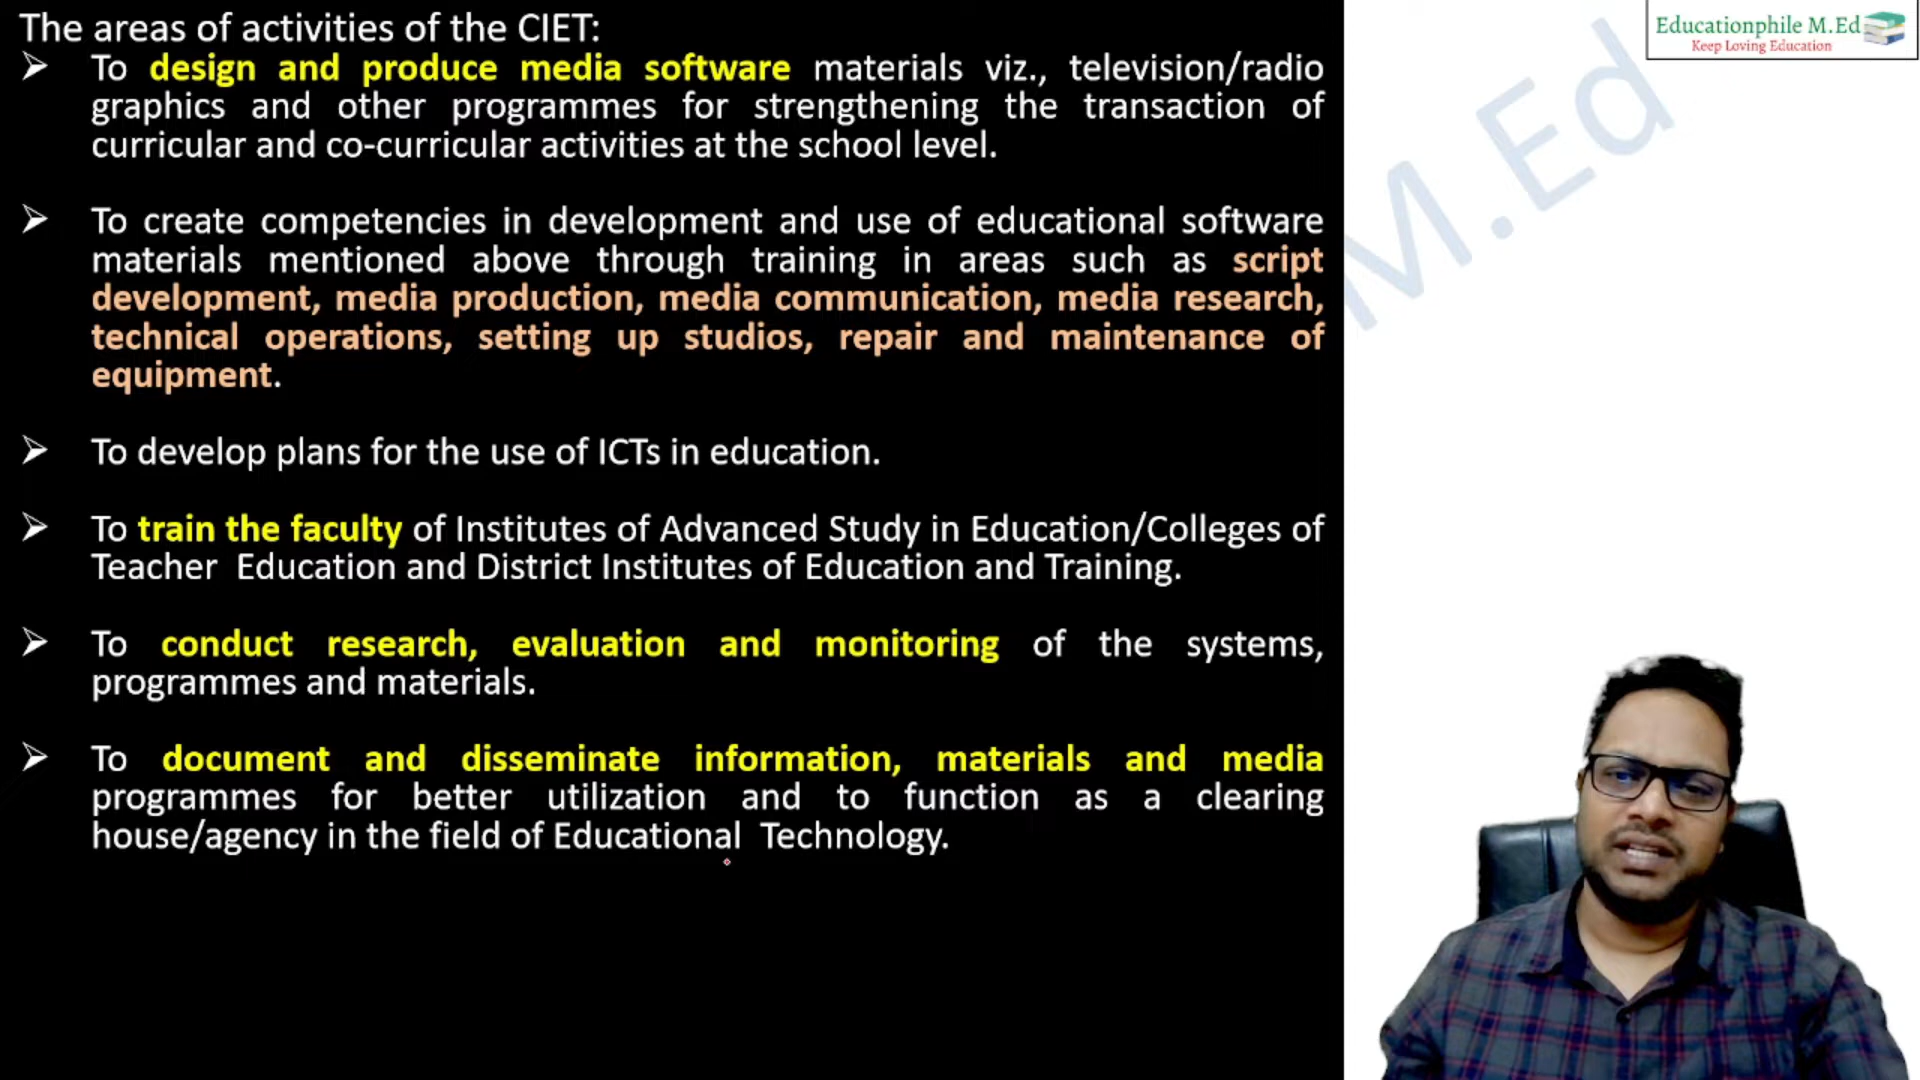 The areas of activities of the CIET:
➢ To design and produce media software materials viz., television/radio
graphics and other programmes for strengthening the transaction of
curricular and co-curricular activities at the school level.
➢ To create competencies in development and use of educational software
materials mentioned above through training in areas such as script
development, media production, media communication, media research,
technical operations, setting up studios, repair and maintenance of
equipment.
➢ To develop plans for the use of ICTs in education.
➢ To train the faculty of Institutes of Advanced Study in Education/Colleges of
Teacher Education and District Institutes of Education and Training.
➢ To conduct research, evaluation and monitoring of the systems,
programmes and materials.
➢ To document and disseminate information, materials and media
programmes for better utilization and to function as a clearing
house/agency in the field of Educational Technology.
Educationphile M.Ed
Keep Loving Education
M.Ed